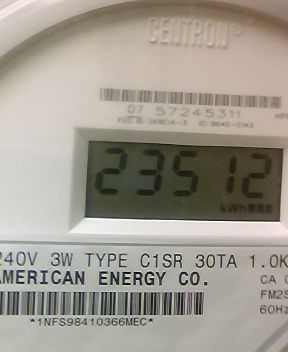 CENTRON
07 57245311
23512
kWh
240V 3W TYPE C1SR 30TA 1.0K
AMERICAN ENERGY CO.
CA
FM2S
60Hz
*1NFS98410366MEC*